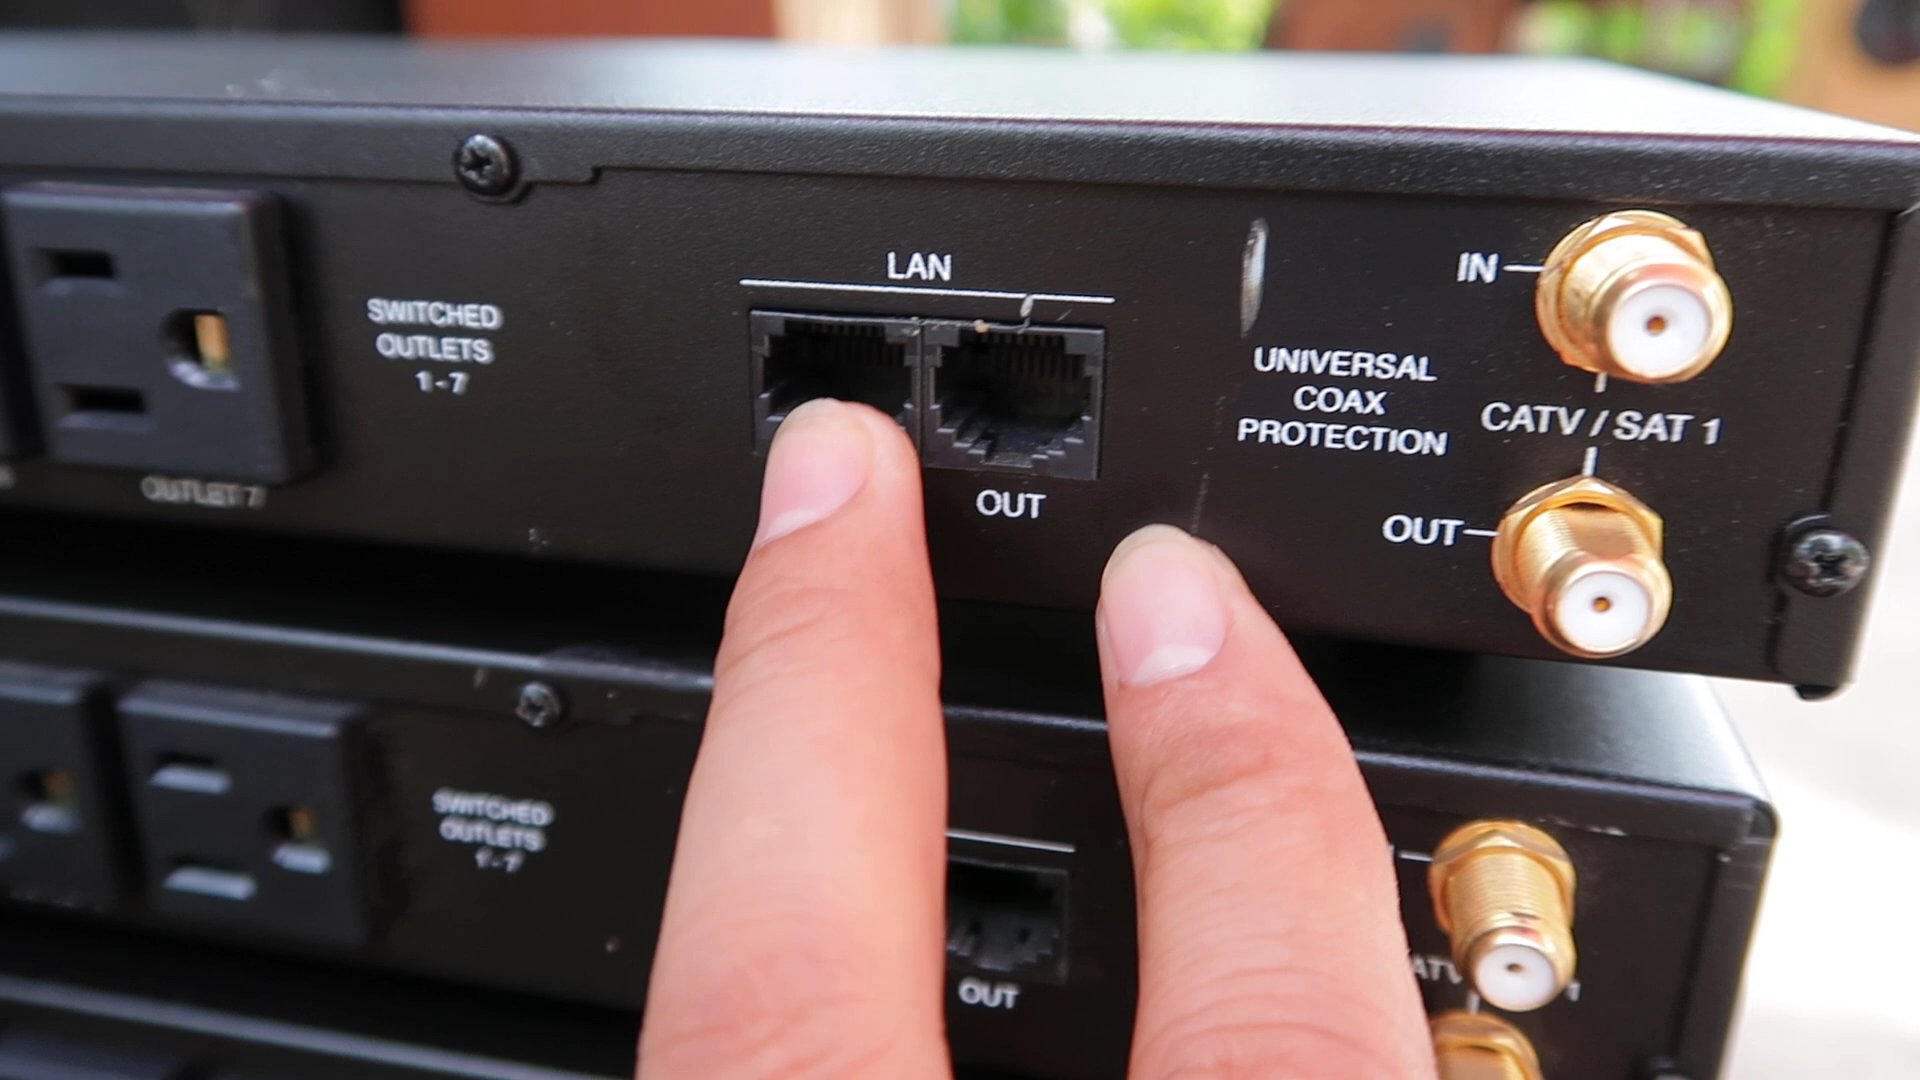 LAN
IN
SWITCHED
OUTLETS
1-7
UNIVERSAL
COAX
PROTECTION
CATV / SAT 1
OUTLET 7
OUT
OUT
SWITCHED
OUTLETS
1-7
OUT